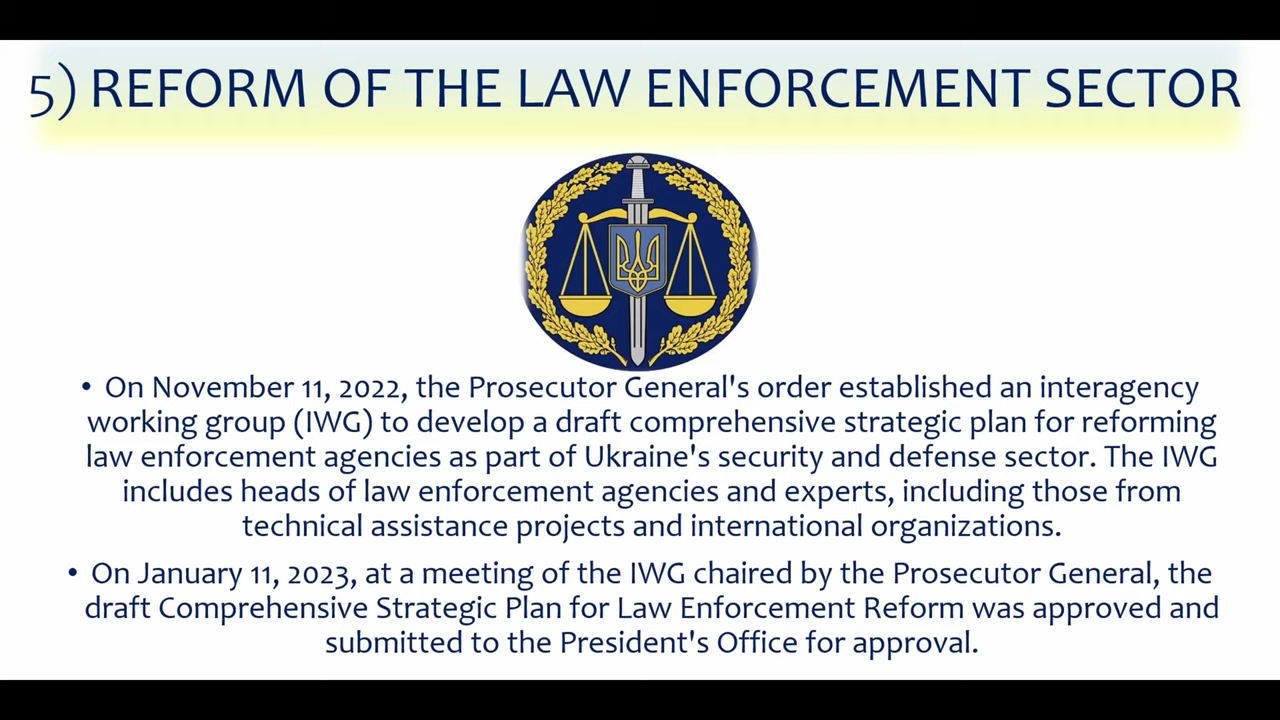 5) REFORM OF THE LAW ENFORCEMENT SECTOR
• On November 11, 2022, the Prosecutor General's order established an interagency
working group (IWG) to develop a draft comprehensive strategic plan for reforming
law enforcement agencies as part of Ukraine's security and defense sector. The IWG
includes heads of law enforcement agencies and experts, including those from
technical assistance projects and international organizations.
• On January 11, 2023, at a meeting of the IWG chaired by the Prosecutor General, the
draft Comprehensive Strategic Plan for Law Enforcement Reform was approved and
submitted to the President's Office for approval.